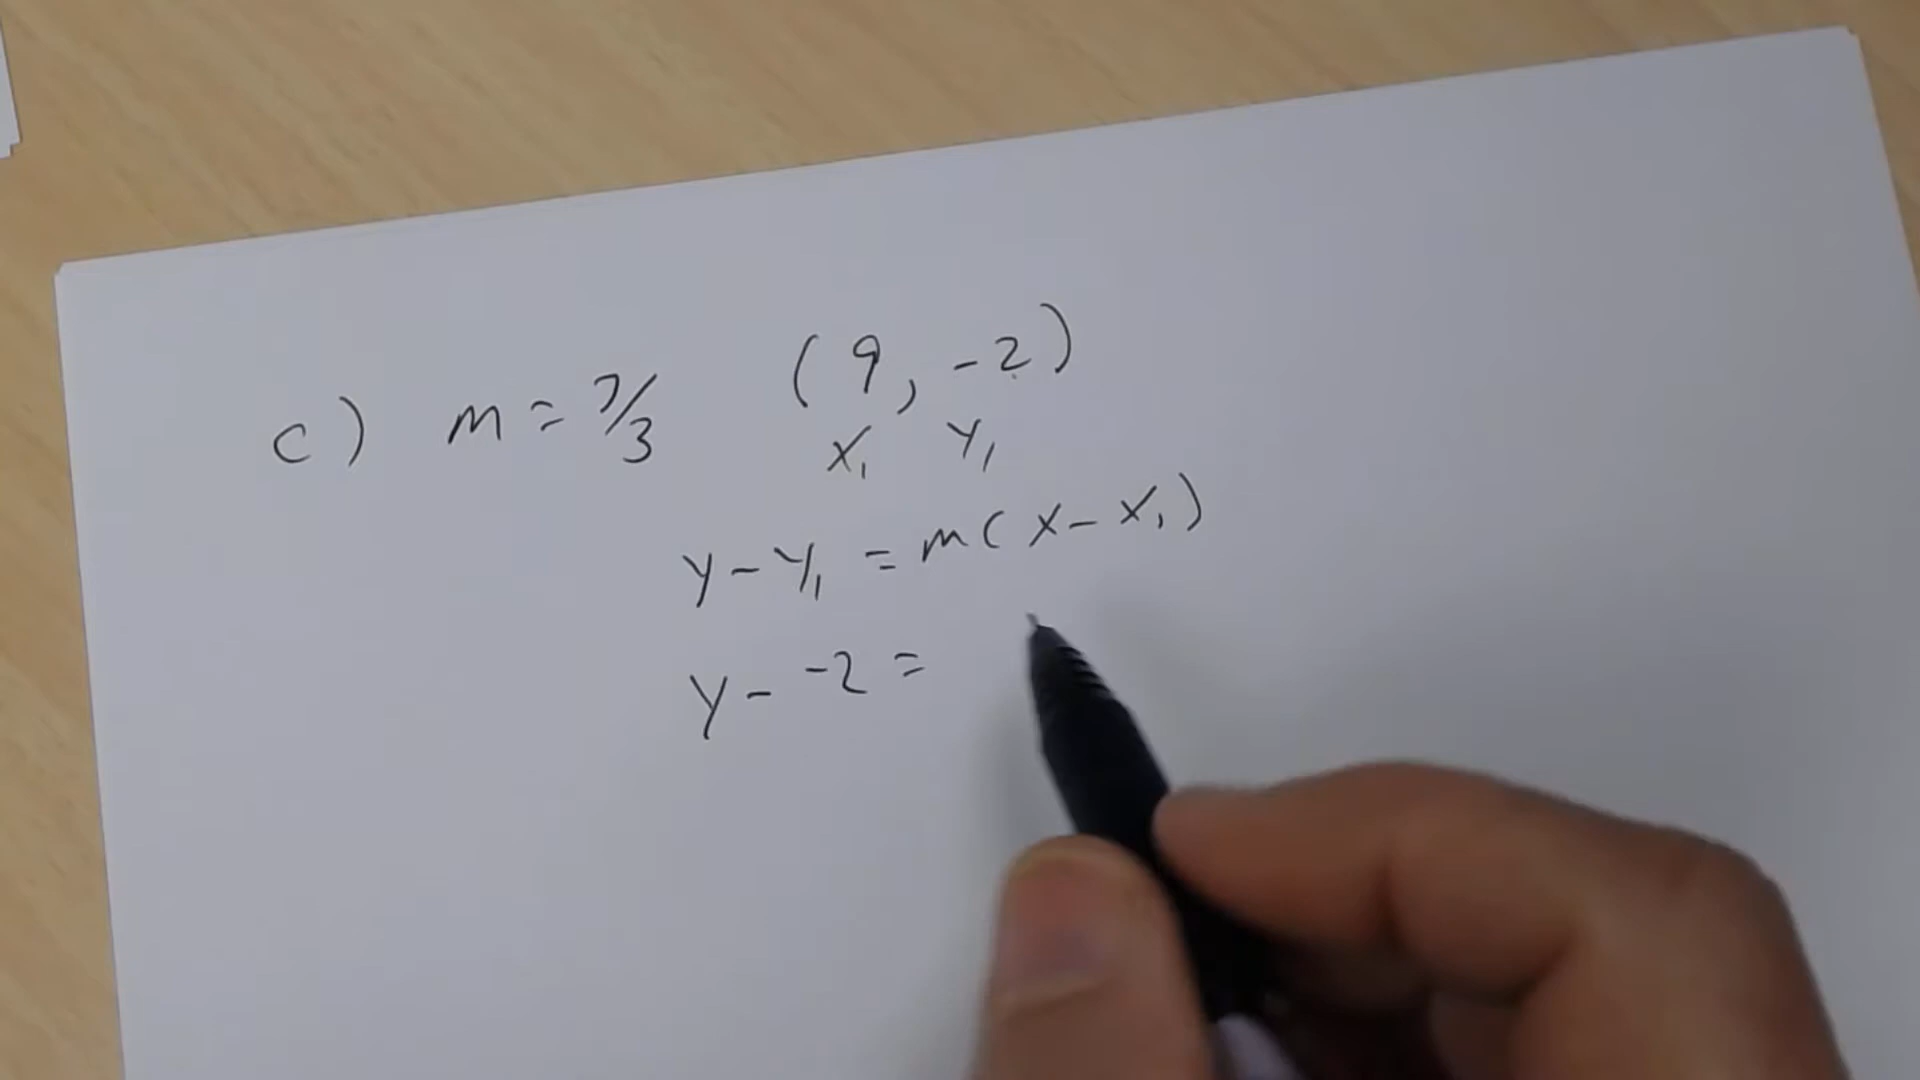 c) m = 7/3 (9, -2)
x₁ y₁
y - y₁ = m(x - x₁)
y - -2 =